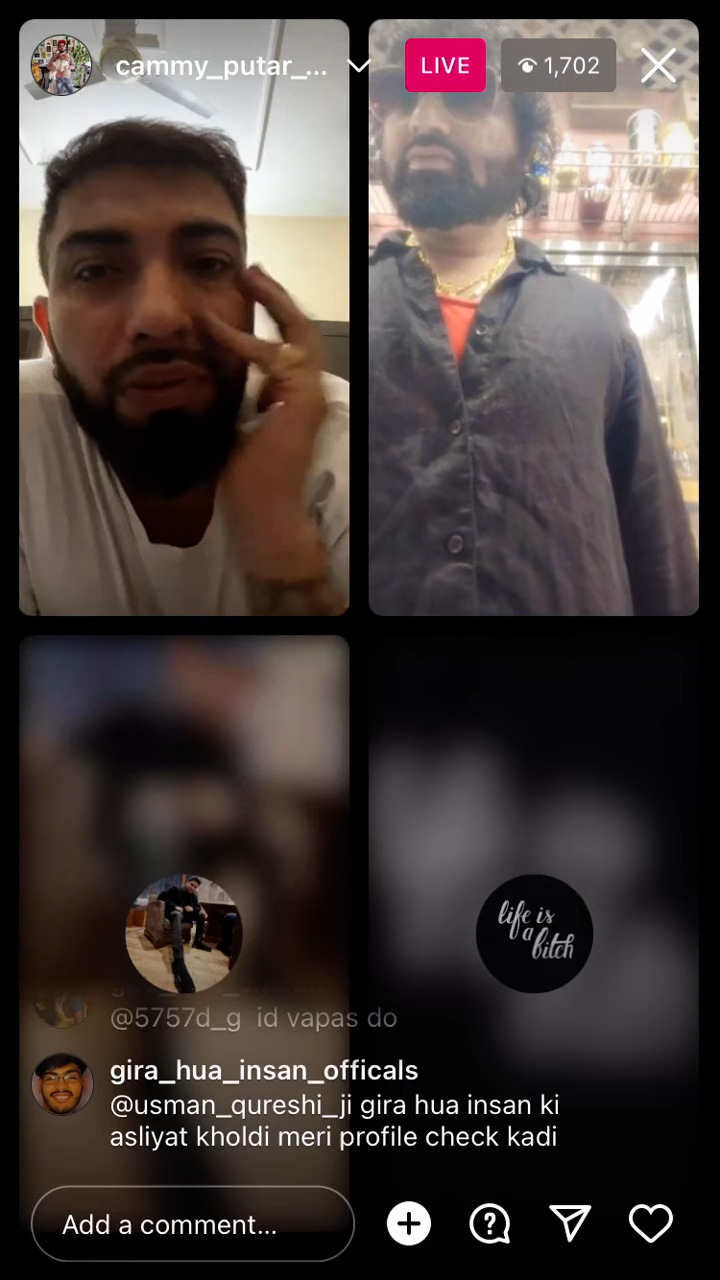 cammy_putar_...
LIVE
1,702
life is
a
bitch
@5757d_g id vapas do
gira_hua_insan_officals
@usman_qureshi_ji gira hua insan ki
asliyat kholdi meri profile check kadi
Add a comment...